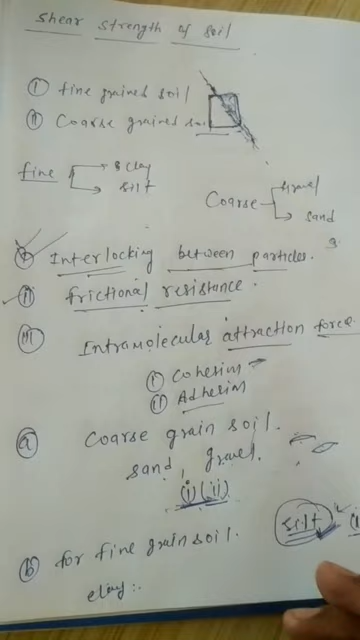 Shear strength of soil
(i) fine grained soil
(ii) Coarse grained soil
fine → clay
→ silt
Coarse gravel
→ sand
(i) Interlocking between particles.
(ii) frictional resistance.
(iii) Intramolecular attraction force
(i) Cohesion
(ii) Adhesion
(a) Coarse grain soil.
sand, gravel.
(i) (ii)
silt
(b) for fine grain soil.
clay: